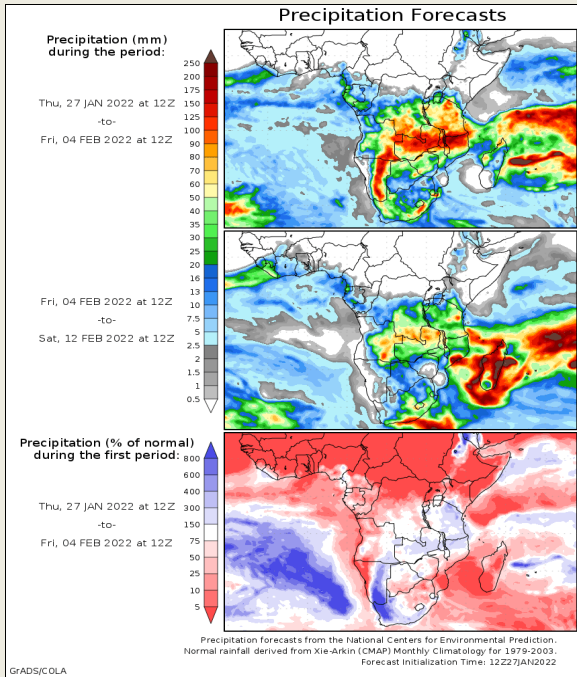 Precipitation Forecasts
Precipitation (mm)
during the period:
Thu, 27 JAN 2022 at 12Z
-to-
Fri, 04 FEB 2022 at 12Z
250
200
175
150
125
100
90
80
70
60
50
40
35
30
25
20
16
13
10
7.5
5
2.5
2
1.5
1
0.5
Fri, 04 FEB 2022 at 12Z
-to-
Sat, 12 FEB 2022 at 12Z
Precipitation (% of normal)
during the first period:
Thu, 27 JAN 2022 at 12Z
-to-
Fri, 04 FEB 2022 at 12Z
800
600
400
300
150
75
50
25
10
5
Precipitation forecasts from the National Centers for Environmental Prediction.
Normal rainfall derived from Xie-Arkin (CMAP) Monthly Climatology for 1979-2003.
Forecast Initialization Time: 12Z27JAN2022
GrADS/COLA